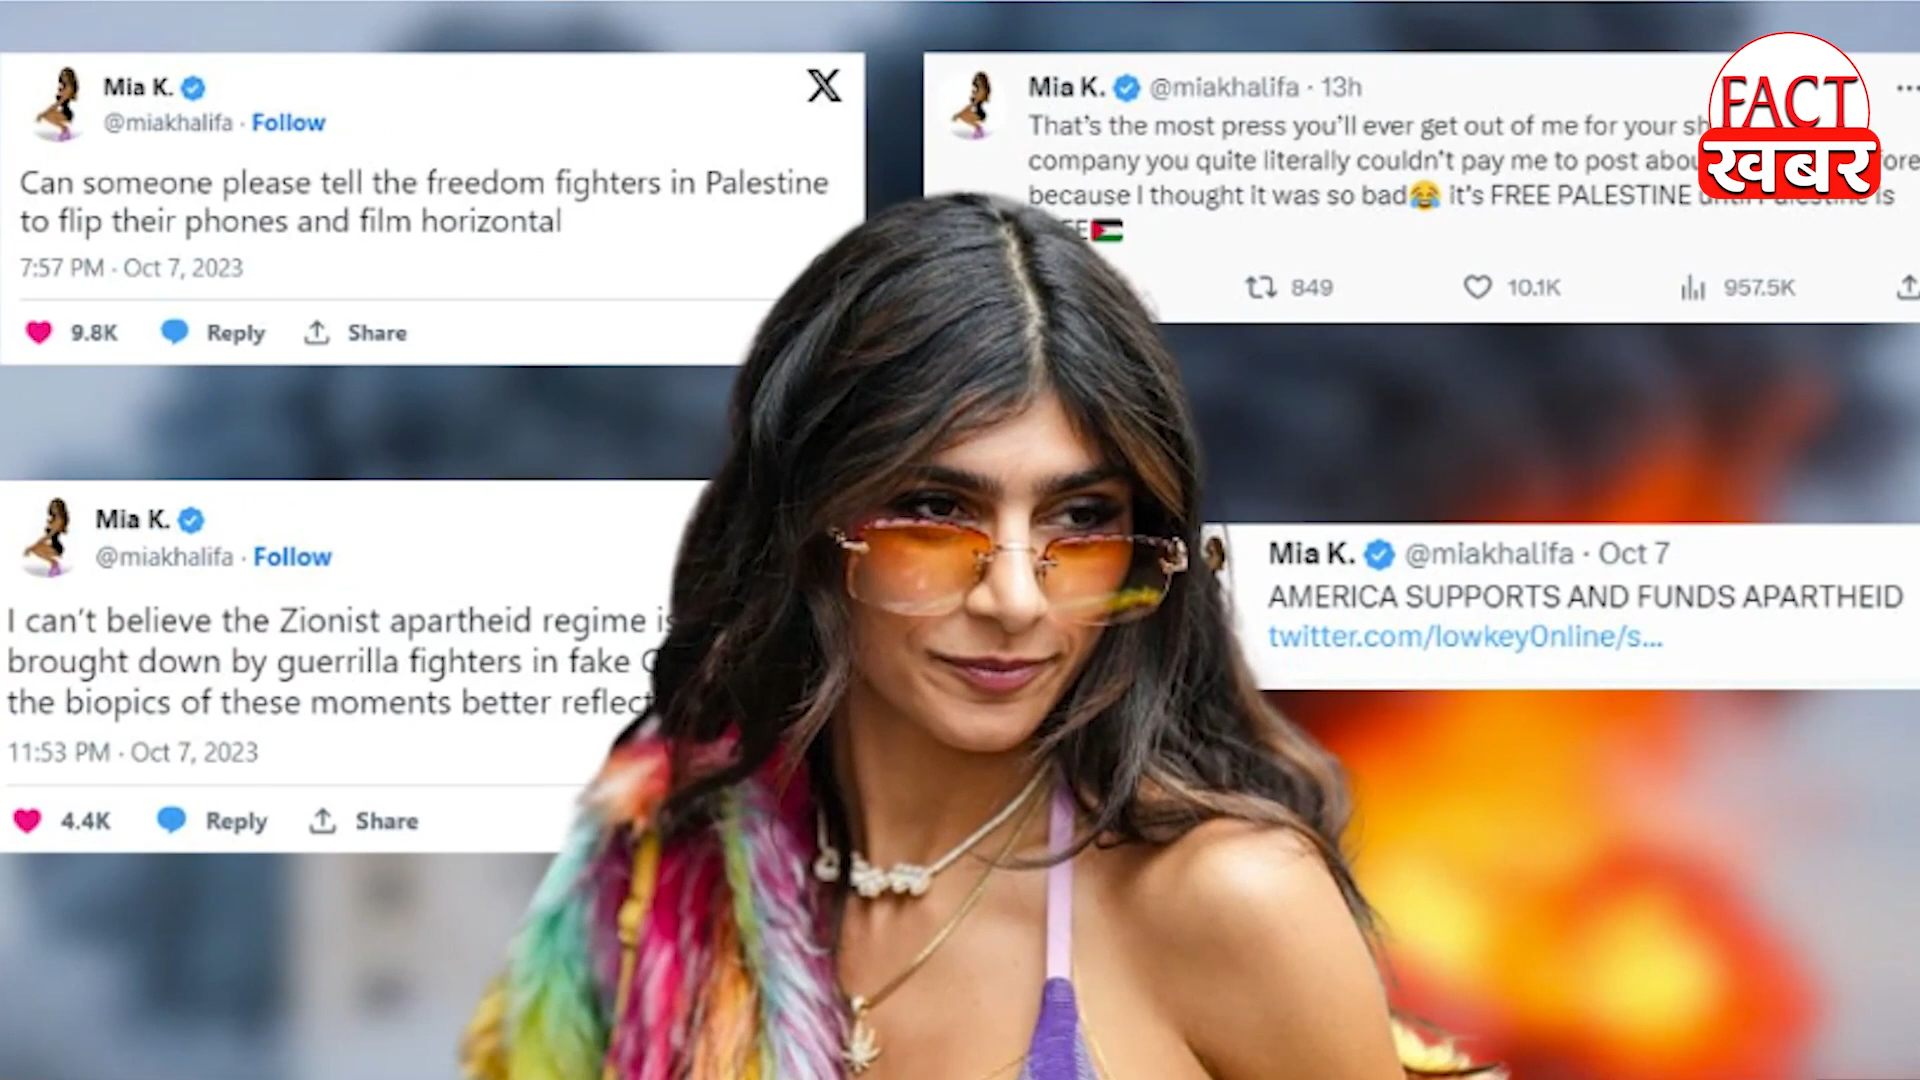 Mia K.
@miakhalifa · Follow
X
Can someone please tell the freedom fighters in Palestine
to flip their phones and film horizontal
7:57 PM · Oct 7, 2023
9.8K Reply Share
Mia K. @miakhalifa · 13h
That's the most press you'll ever get out of me for your
company you quite literally couldn't pay me to post
because I thought it was so bad😂 it's FREE PALESTINE
849 10.1K 957.5K
FACT
खबर
Mia K.
@miakhalifa · Follow
I can't believe the Zionist apartheid regime
brought down by guerrilla fighters in fake
the biopics of these moments better
11:53 PM · Oct 7, 2023
4.4K Reply Share
Mia K. @miakhalifa · Oct 7
AMERICA SUPPORTS AND FUNDS APARTHEID
twitter.com/lowkey0nline/s...